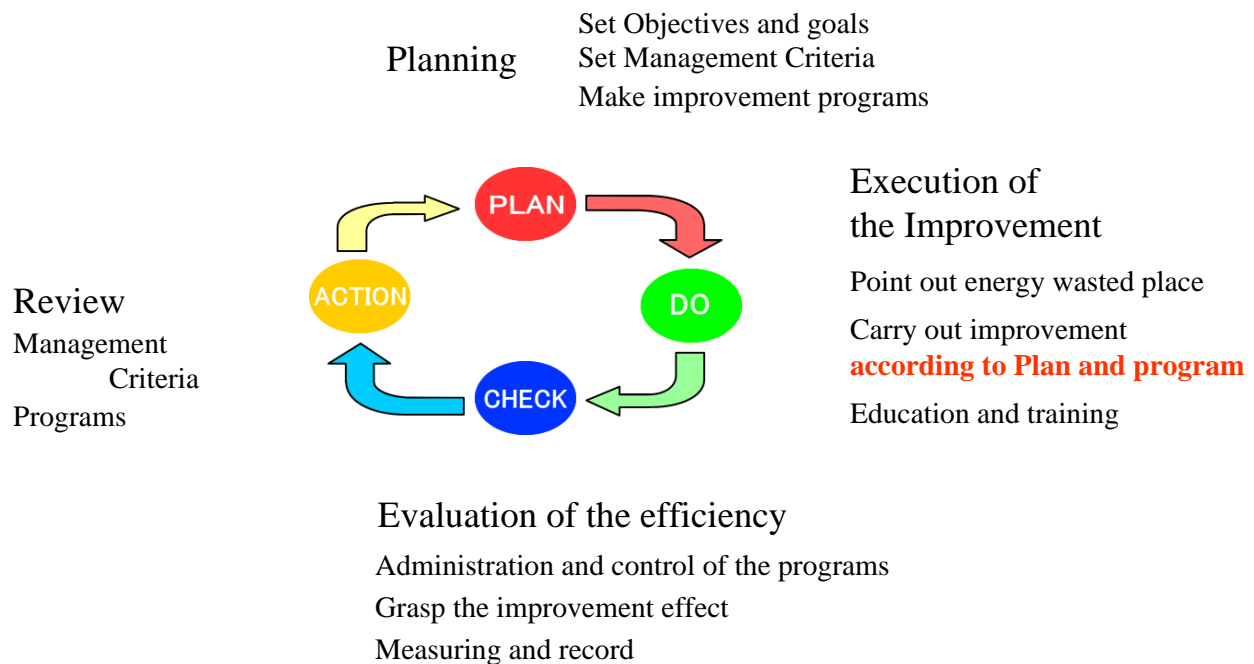 Planning
Set Objectives and goals
Set Management Criteria
Make improvement programs
PLAN
DO
CHECK
ACTION
Execution of
the Improvement
Point out energy wasted place
Carry out improvement
according to Plan and program
Education and training
Evaluation of the efficiency
Administration and control of the programs
Grasp the improvement effect
Measuring and record
Review
Management
Criteria
Programs